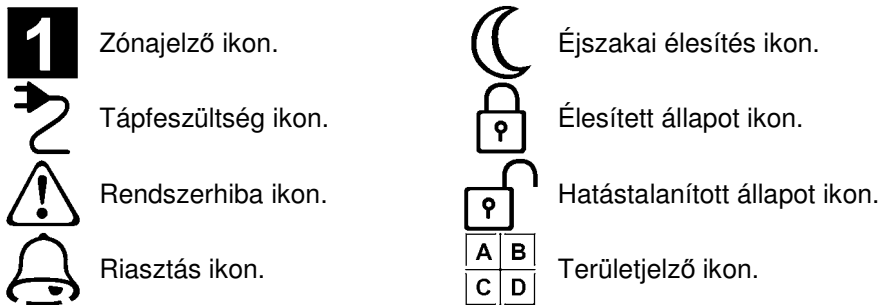 1 Zónajelző ikon.
Tápfeszültség ikon.
Rendszerhiba ikon.
Riasztás ikon.
Éjszakai élesítés ikon.
Élesített állapot ikon.
Hatástalanított állapot ikon.
A B
C D
Területjelző ikon.